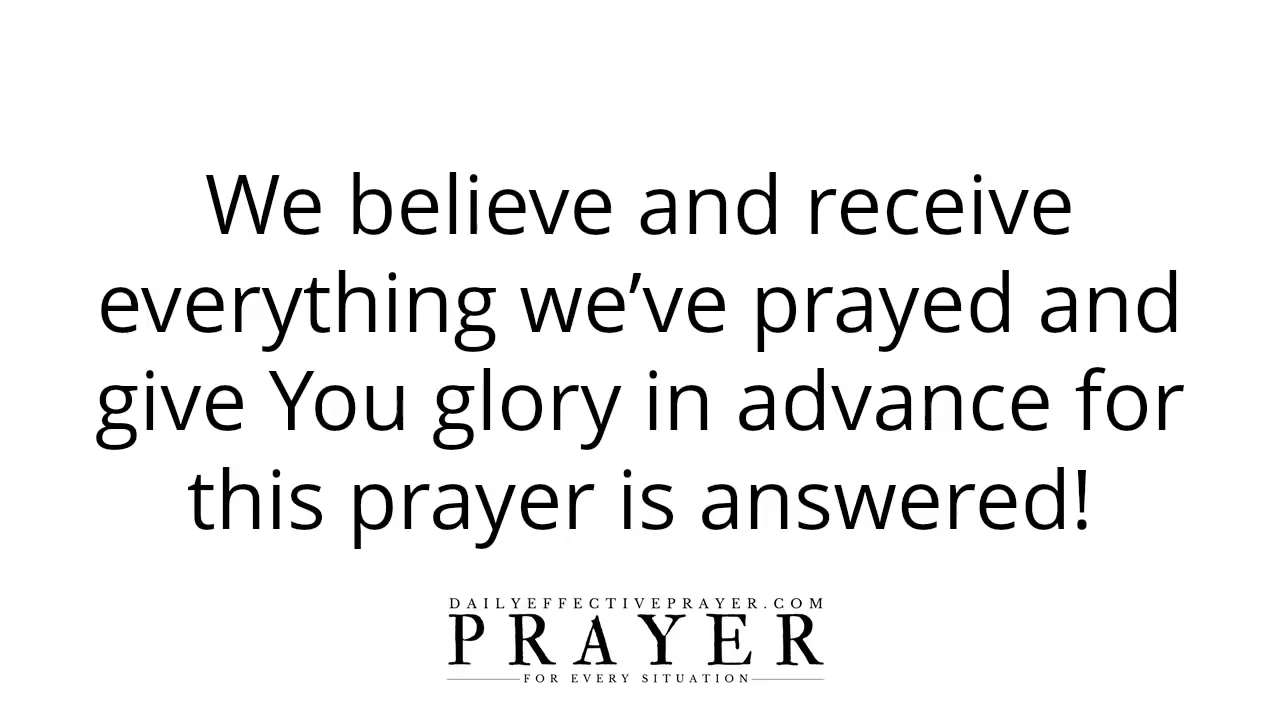 We believe and receive
everything we’ve prayed and
give You glory in advance for
this prayer is answered!
DAILYEFFECTIVEPRAYER.COM
PRAYER
FOR EVERY SITUATION